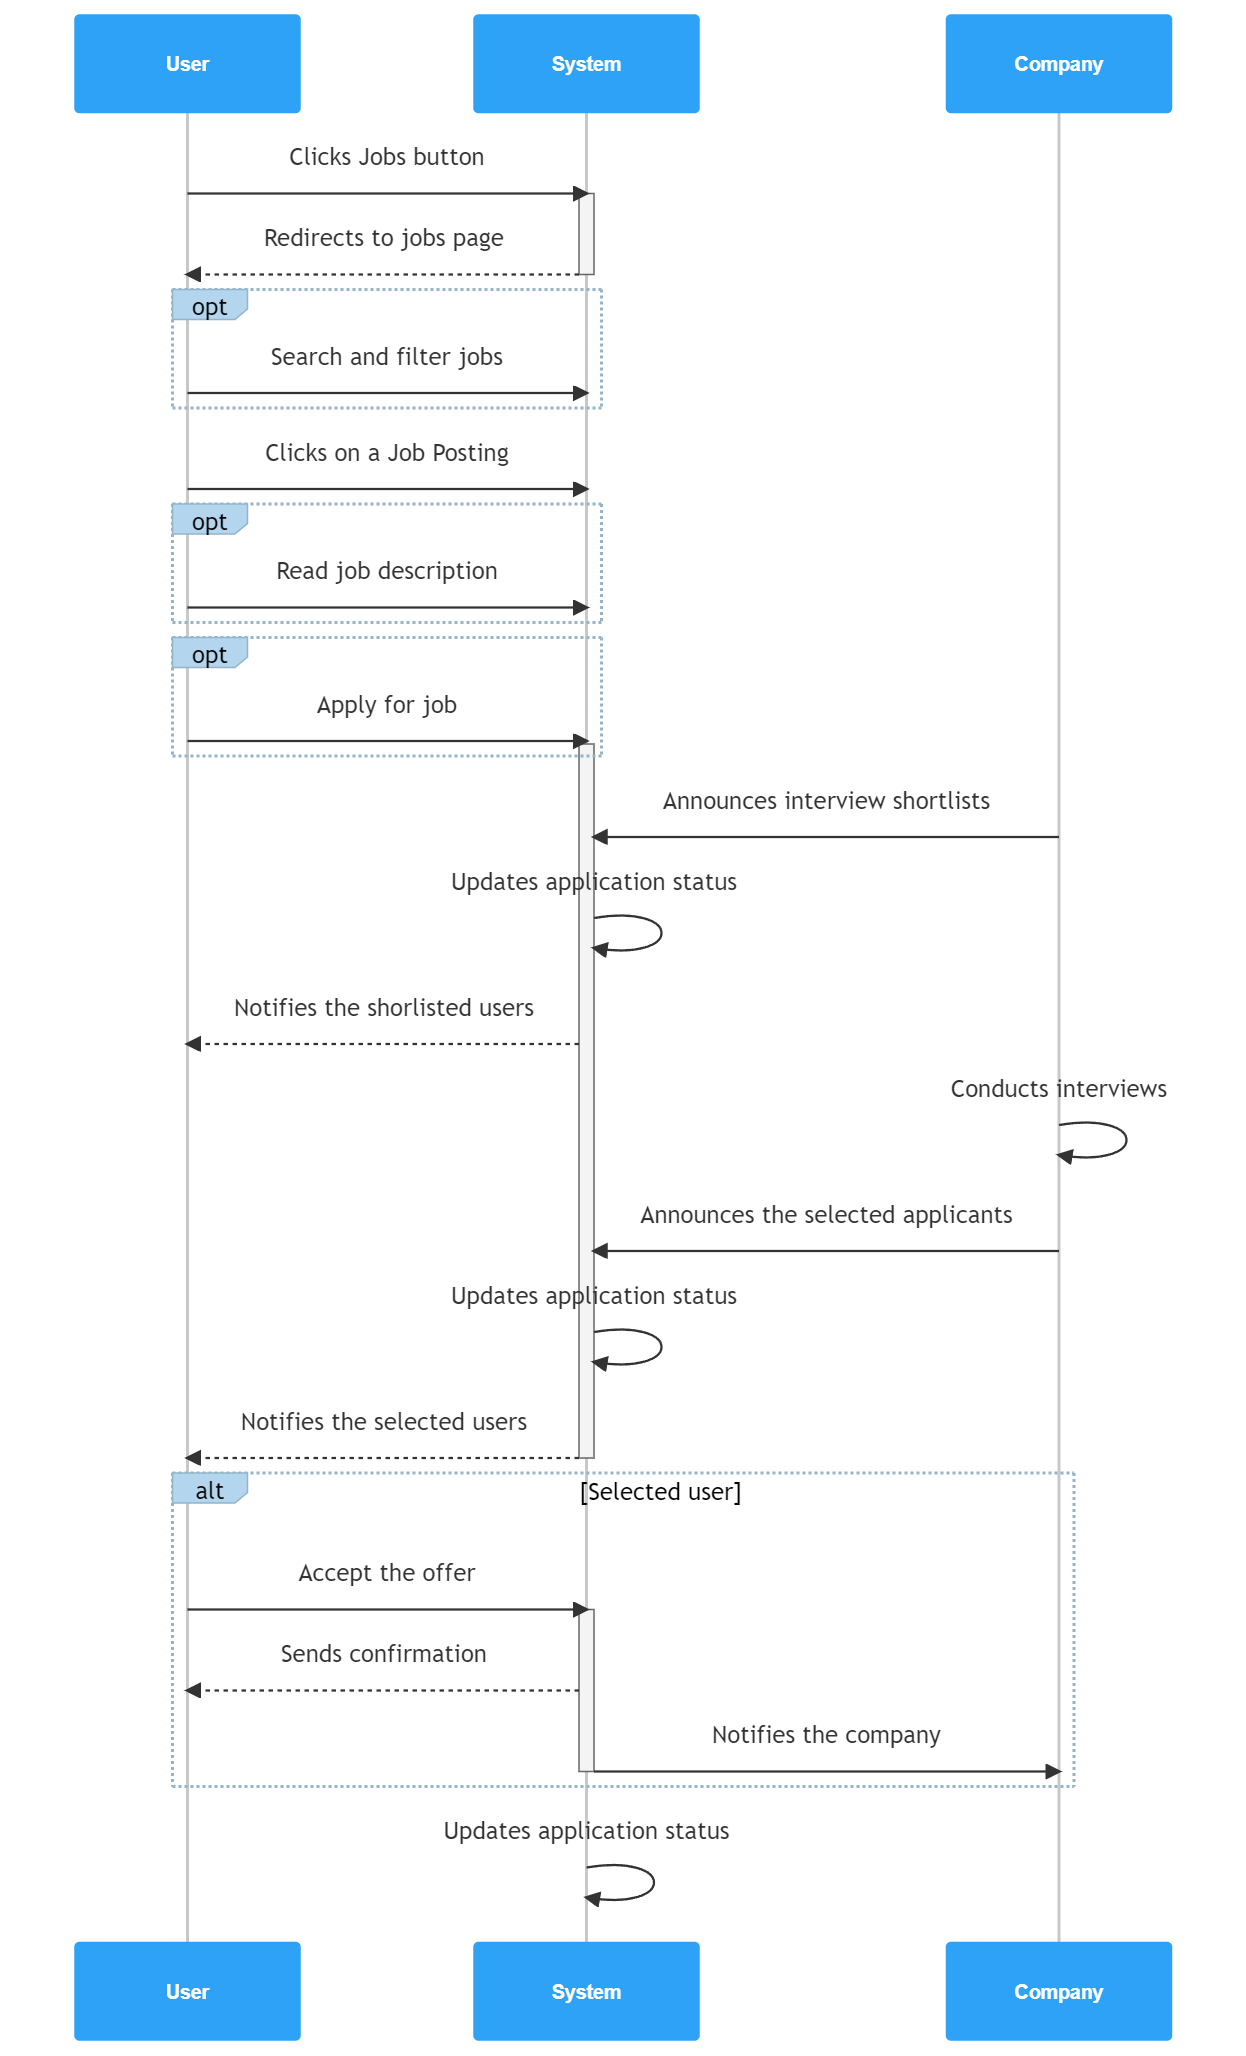 User
System
Company
Clicks Jobs button
Redirects to jobs page
opt
Search and filter jobs
Clicks on a Job Posting
opt
Read job description
opt
Apply for job
Announces interview shortlists
Updates application status
Notifies the shorlisted users
Conducts interviews
Announces the selected applicants
Updates application status
Notifies the selected users
alt
[Selected user]
Accept the offer
Sends confirmation
Notifies the company
Updates application status
User
System
Company